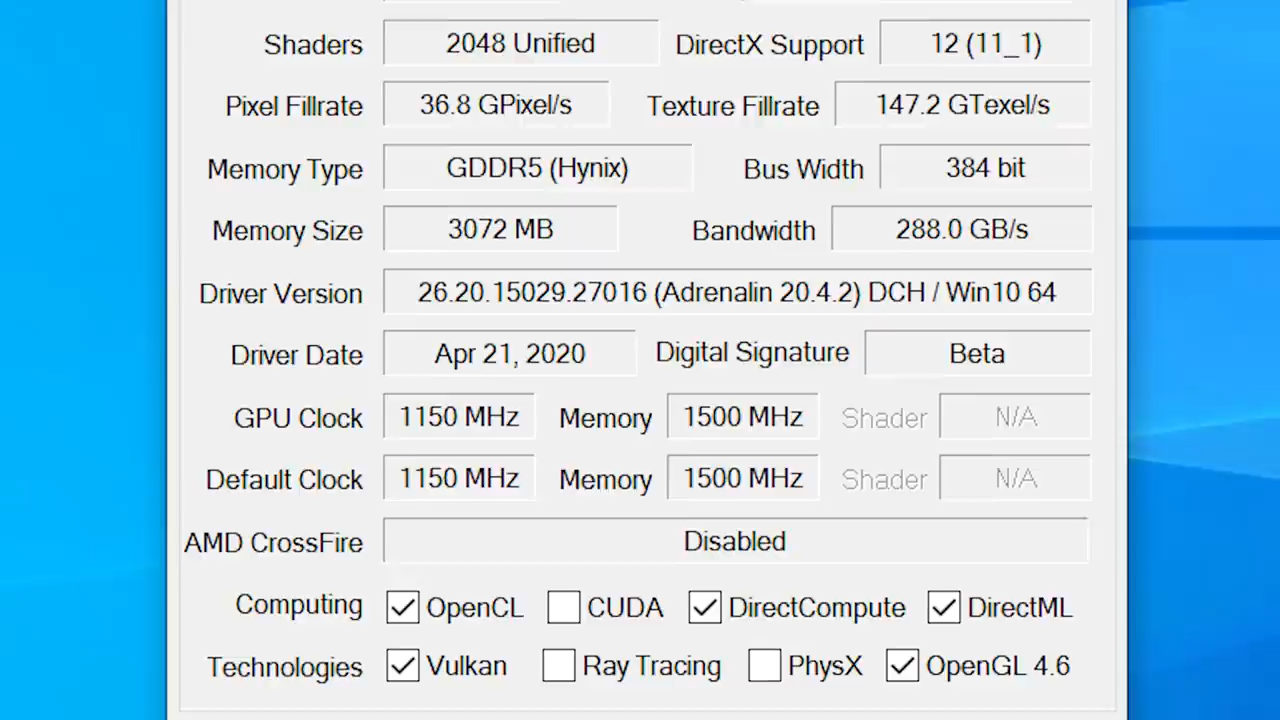 Shaders 2048 Unified DirectX Support 12 (11_1)
Pixel Fillrate 36.8 GPixel/s Texture Fillrate 147.2 GTexel/s
Memory Type GDDR5 (Hynix) Bus Width 384 bit
Memory Size 3072 MB Bandwidth 288.0 GB/s
Driver Version 26.20.15029.27016 (Adrenalin 20.4.2) DCH / Win10 64
Driver Date Apr 21, 2020 Digital Signature Beta
GPU Clock 1150 MHz Memory 1500 MHz Shader N/A
Default Clock 1150 MHz Memory 1500 MHz Shader N/A
AMD CrossFire Disabled
Computing OpenCL CUDA DirectCompute DirectML
Technologies Vulkan Ray Tracing PhysX OpenGL 4.6